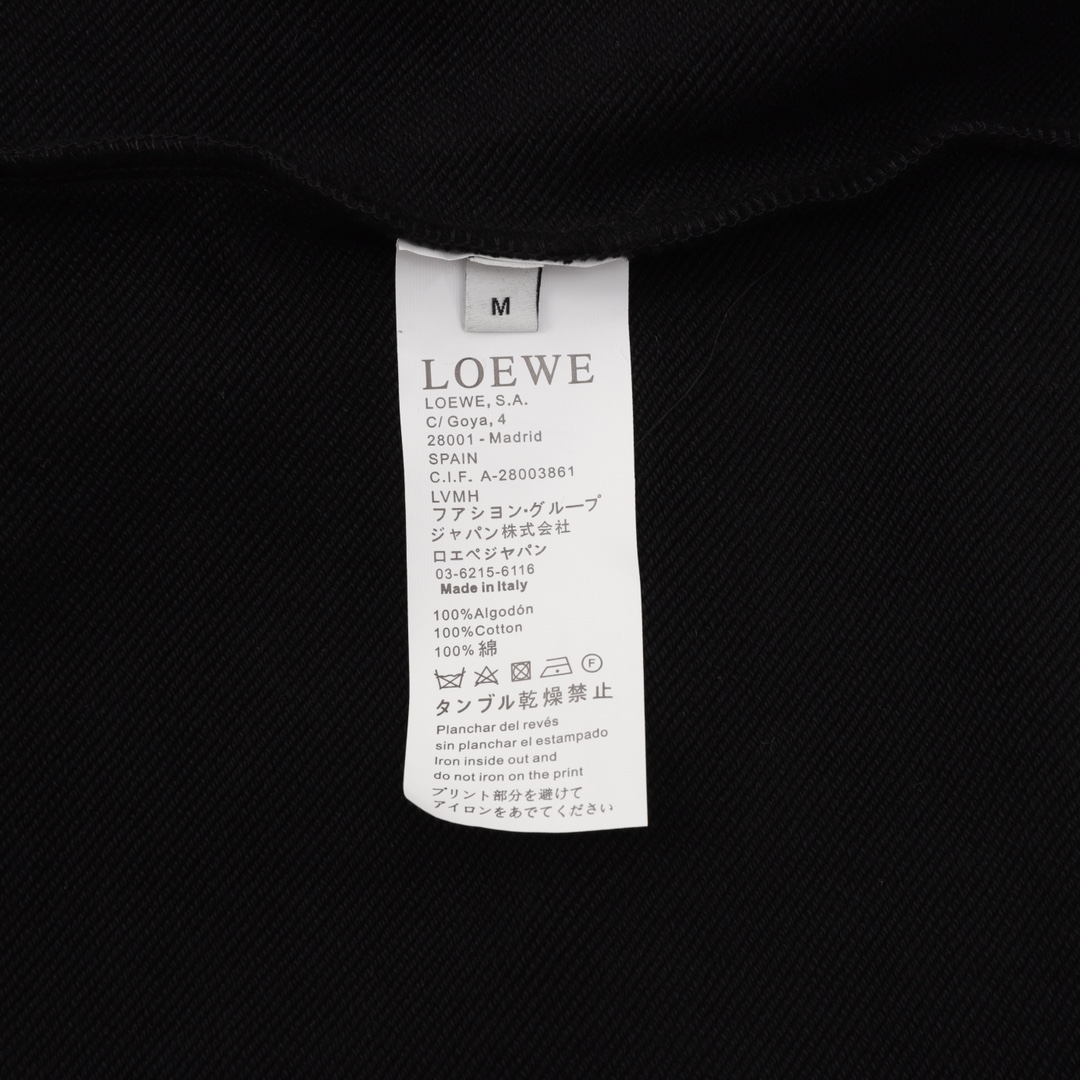 M
LOEWE
LOEWE, S.A.
C/ Goya, 4
28001 - Madrid
SPAIN
C.I.F. A-28003861
LVMH
フアシヨン・グループ
ジャパン株式会社
ロエベジャパン
03-6215-6116
Made in Italy
100%Algodón
100%Cotton
100% 綿
F
タンブル乾燥禁止
Planchar del revés
sin planchar el estampado
Iron inside out and
do not iron on the print
プリント部分を避けて
アイロンをあでてください